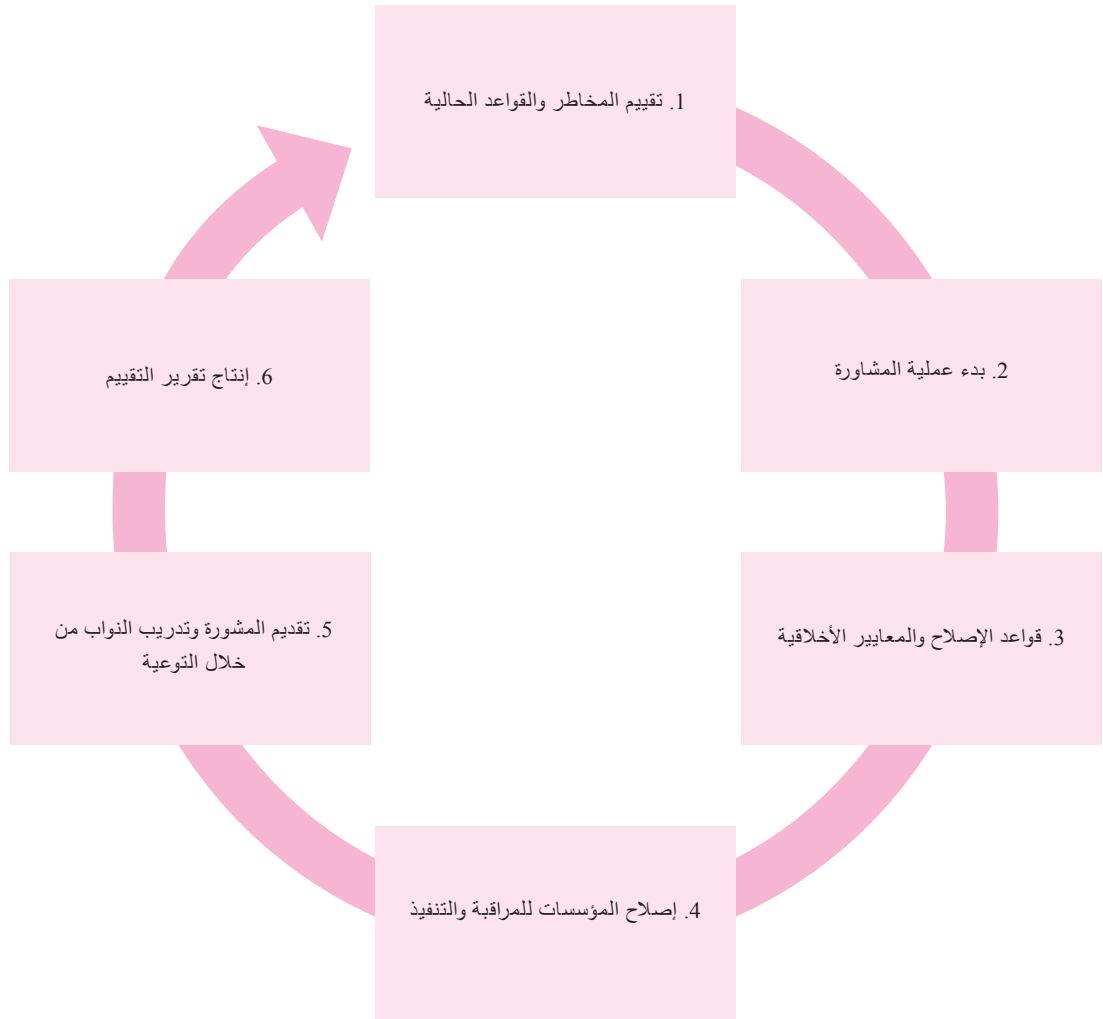 1. تقييم المخاطر والقواعد الحالية
2. بدء عملية المشاورة
3. قواعد الإصلاح والمعايير الأخلاقية
4. إصلاح المؤسسات للمراقبة والتنفيذ
5. تقديم المشورة وتدريب النواب من
خلال التوعية
6. إنتاج تقرير التقييم